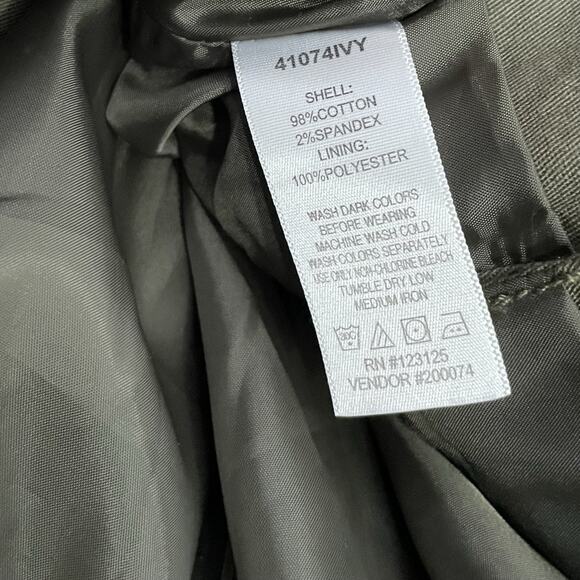 41074IVY
SHELL:
98%COTTON
2%SPANDEX
LINING:
100%POLYESTER
WASH DARK COLORS
BEFORE WEARING
MACHINE WASH COLD
WASH COLORS SEPARATELY
USE ONLY NON-CHLORINE BLEACH
TUMBLE DRY LOW
MEDIUM IRON
30C
RN #123125
VENDOR #200074